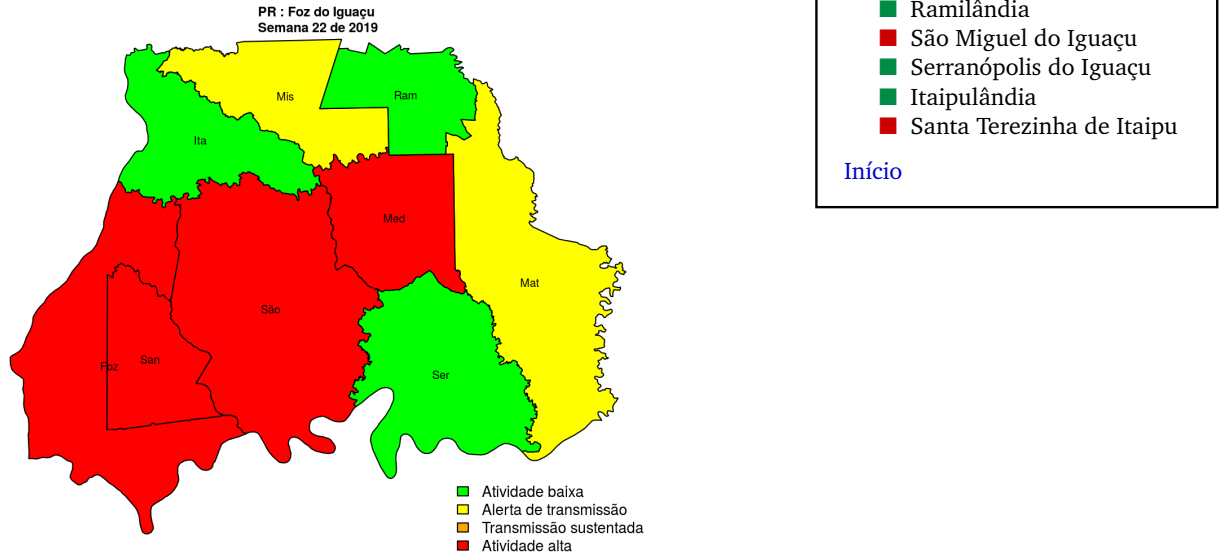 PR : Foz do Iguaçu
Semana 22 de 2019
Mis
Ram
Ita
Med
Mat
São
Foz
San
Ser
Atividade baixa
Alerta de transmissão
Transmissão sustentada
Atividade alta
Ramilândia
São Miguel do Iguaçu
Serranópolis do Iguaçu
Itaipulândia
Santa Terezinha de Itaipu
Início